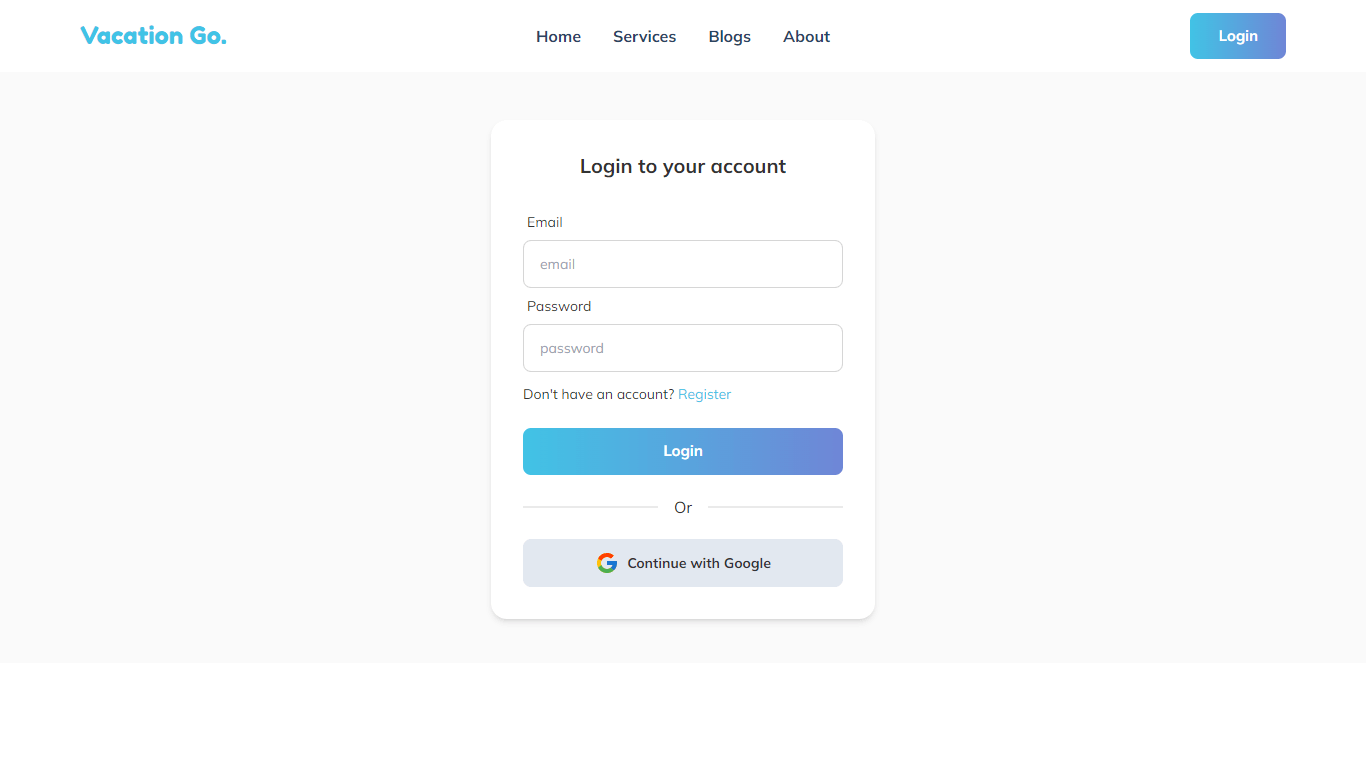 Vacation Go.
Home Services Blogs About
Login
Login to your account
Email
email
Password
password
Don't have an account? Register
Login
Or
Continue with Google